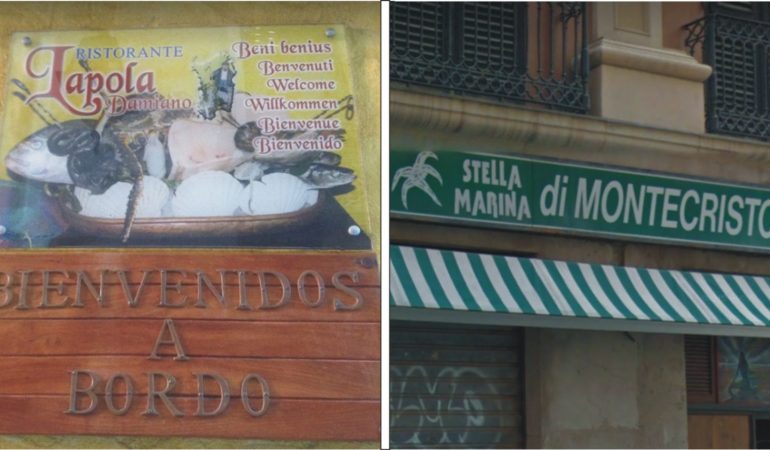 RISTORANTE
Lapola
Damiano
Beni benius
Benvenuti
Welcome
Willkommen
Bienvenue
Bienvenido
BIENVENIDOS
A
BORDO
STELLA
MARINA
di MONTECRISTO